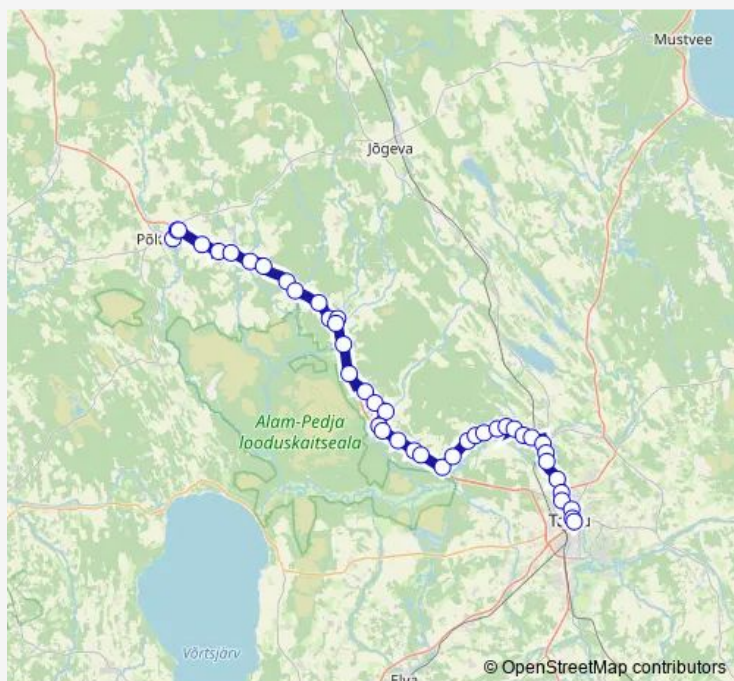 Mustvee
Jõgeva
Alam-Pedja
looduskaitseala
Võrtsjärv
© OpenStreetMap contributors